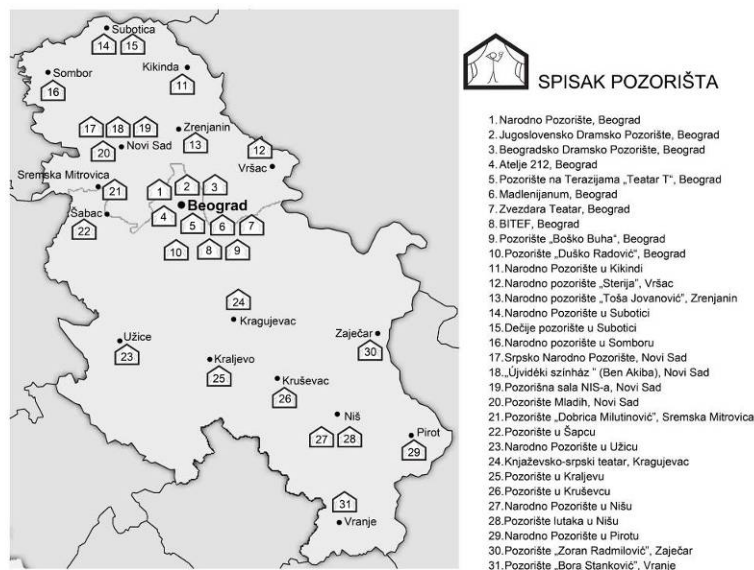 Subotica
14 15
Sombor
16
Kikinda
11
17 18 19
Zrenjanin
13
20
Novi Sad
12
Vršac
Sremska Mitrovica
21
1 2 3
Beograd
Šabac
22
4 5 6 7
10 8 9
24
Kragujevac
Užice
23
Zaječar
30
Kraljevo
25
Kruševac
26
Niš
27 28
Pirot
29
31
Vranje
SPISAK POZORIŠTA
1.Narodno Pozorište, Beograd
2.Jugoslovensko Dramsko Pozorište, Beograd
3.Beogradsko Dramsko Pozorište, Beograd
4.Atelje 212, Beograd
5.Pozorište na Terazijama „Teatar T”, Beograd
6.Madlenijanum, Beograd
7.Zvezdara Teatar, Beograd
8.BITEF, Beograd
9.Pozorište „Boško Buha”, Beograd
10.Pozorište „Duško Radović”, Beograd
11.Narodno Pozorište u Kikindi
12.Narodno pozorište „Sterija”, Vršac
13.Narodno pozorište „Toša Jovanović”, Zrenjanin
14.Narodno Pozorište u Subotici
15.Dečije pozorište u Subotici
16.Narodno pozorište u Somboru
17.Srpsko Narodno Pozorište, Novi Sad
18.„Újvidéki színház ” (Ben Akiba), Novi Sad
19.Pozorišna sala NIS-a, Novi Sad
20.Pozorište Mladih, Novi Sad
21.Pozorište „Dobrica Milutinović”, Sremska Mitrovica
22.Pozorište u Šapcu
23.Narodno Pozorište u Užicu
24.Knjaževsko-srpski teatar, Kragujevac
25.Pozorište u Kraljevu
26.Pozorište u Kruševcu
27.Narodno Pozorište u Nišu
28.Pozorište lutaka u Nišu
29.Narodno Pozorište u Pirotu
30.Pozorište „Zoran Radmilović”, Zaječar
31.Pozorište „Bora Stanković”, Vranje